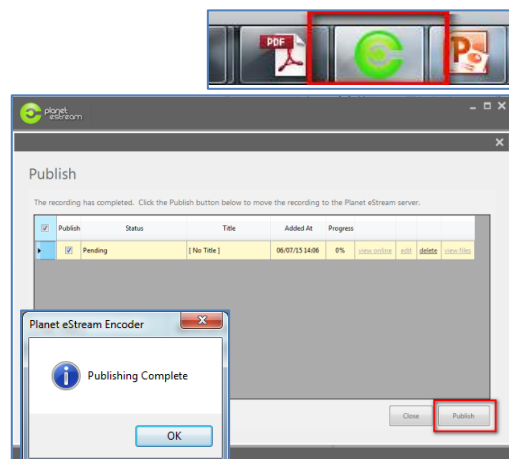 PDF
P
planet
estream
Publish
The recording has completed. Click the Publish button below to move the recording to the Planet eStream server.
Publish Status Title Added At Progress
Pending [ No Title ] 06/07/15 14:06 0% view online edit delete view files
Planet eStream Encoder
Publishing Complete
OK
Close Publish